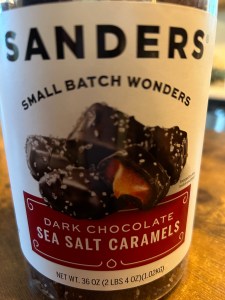 SANDERS
SMALL BATCH WONDERS
DARK CHOCOLATE
SEA SALT CARAMELS
NET WT. 36 OZ (2 LBS 4 OZ)(1.02KG)